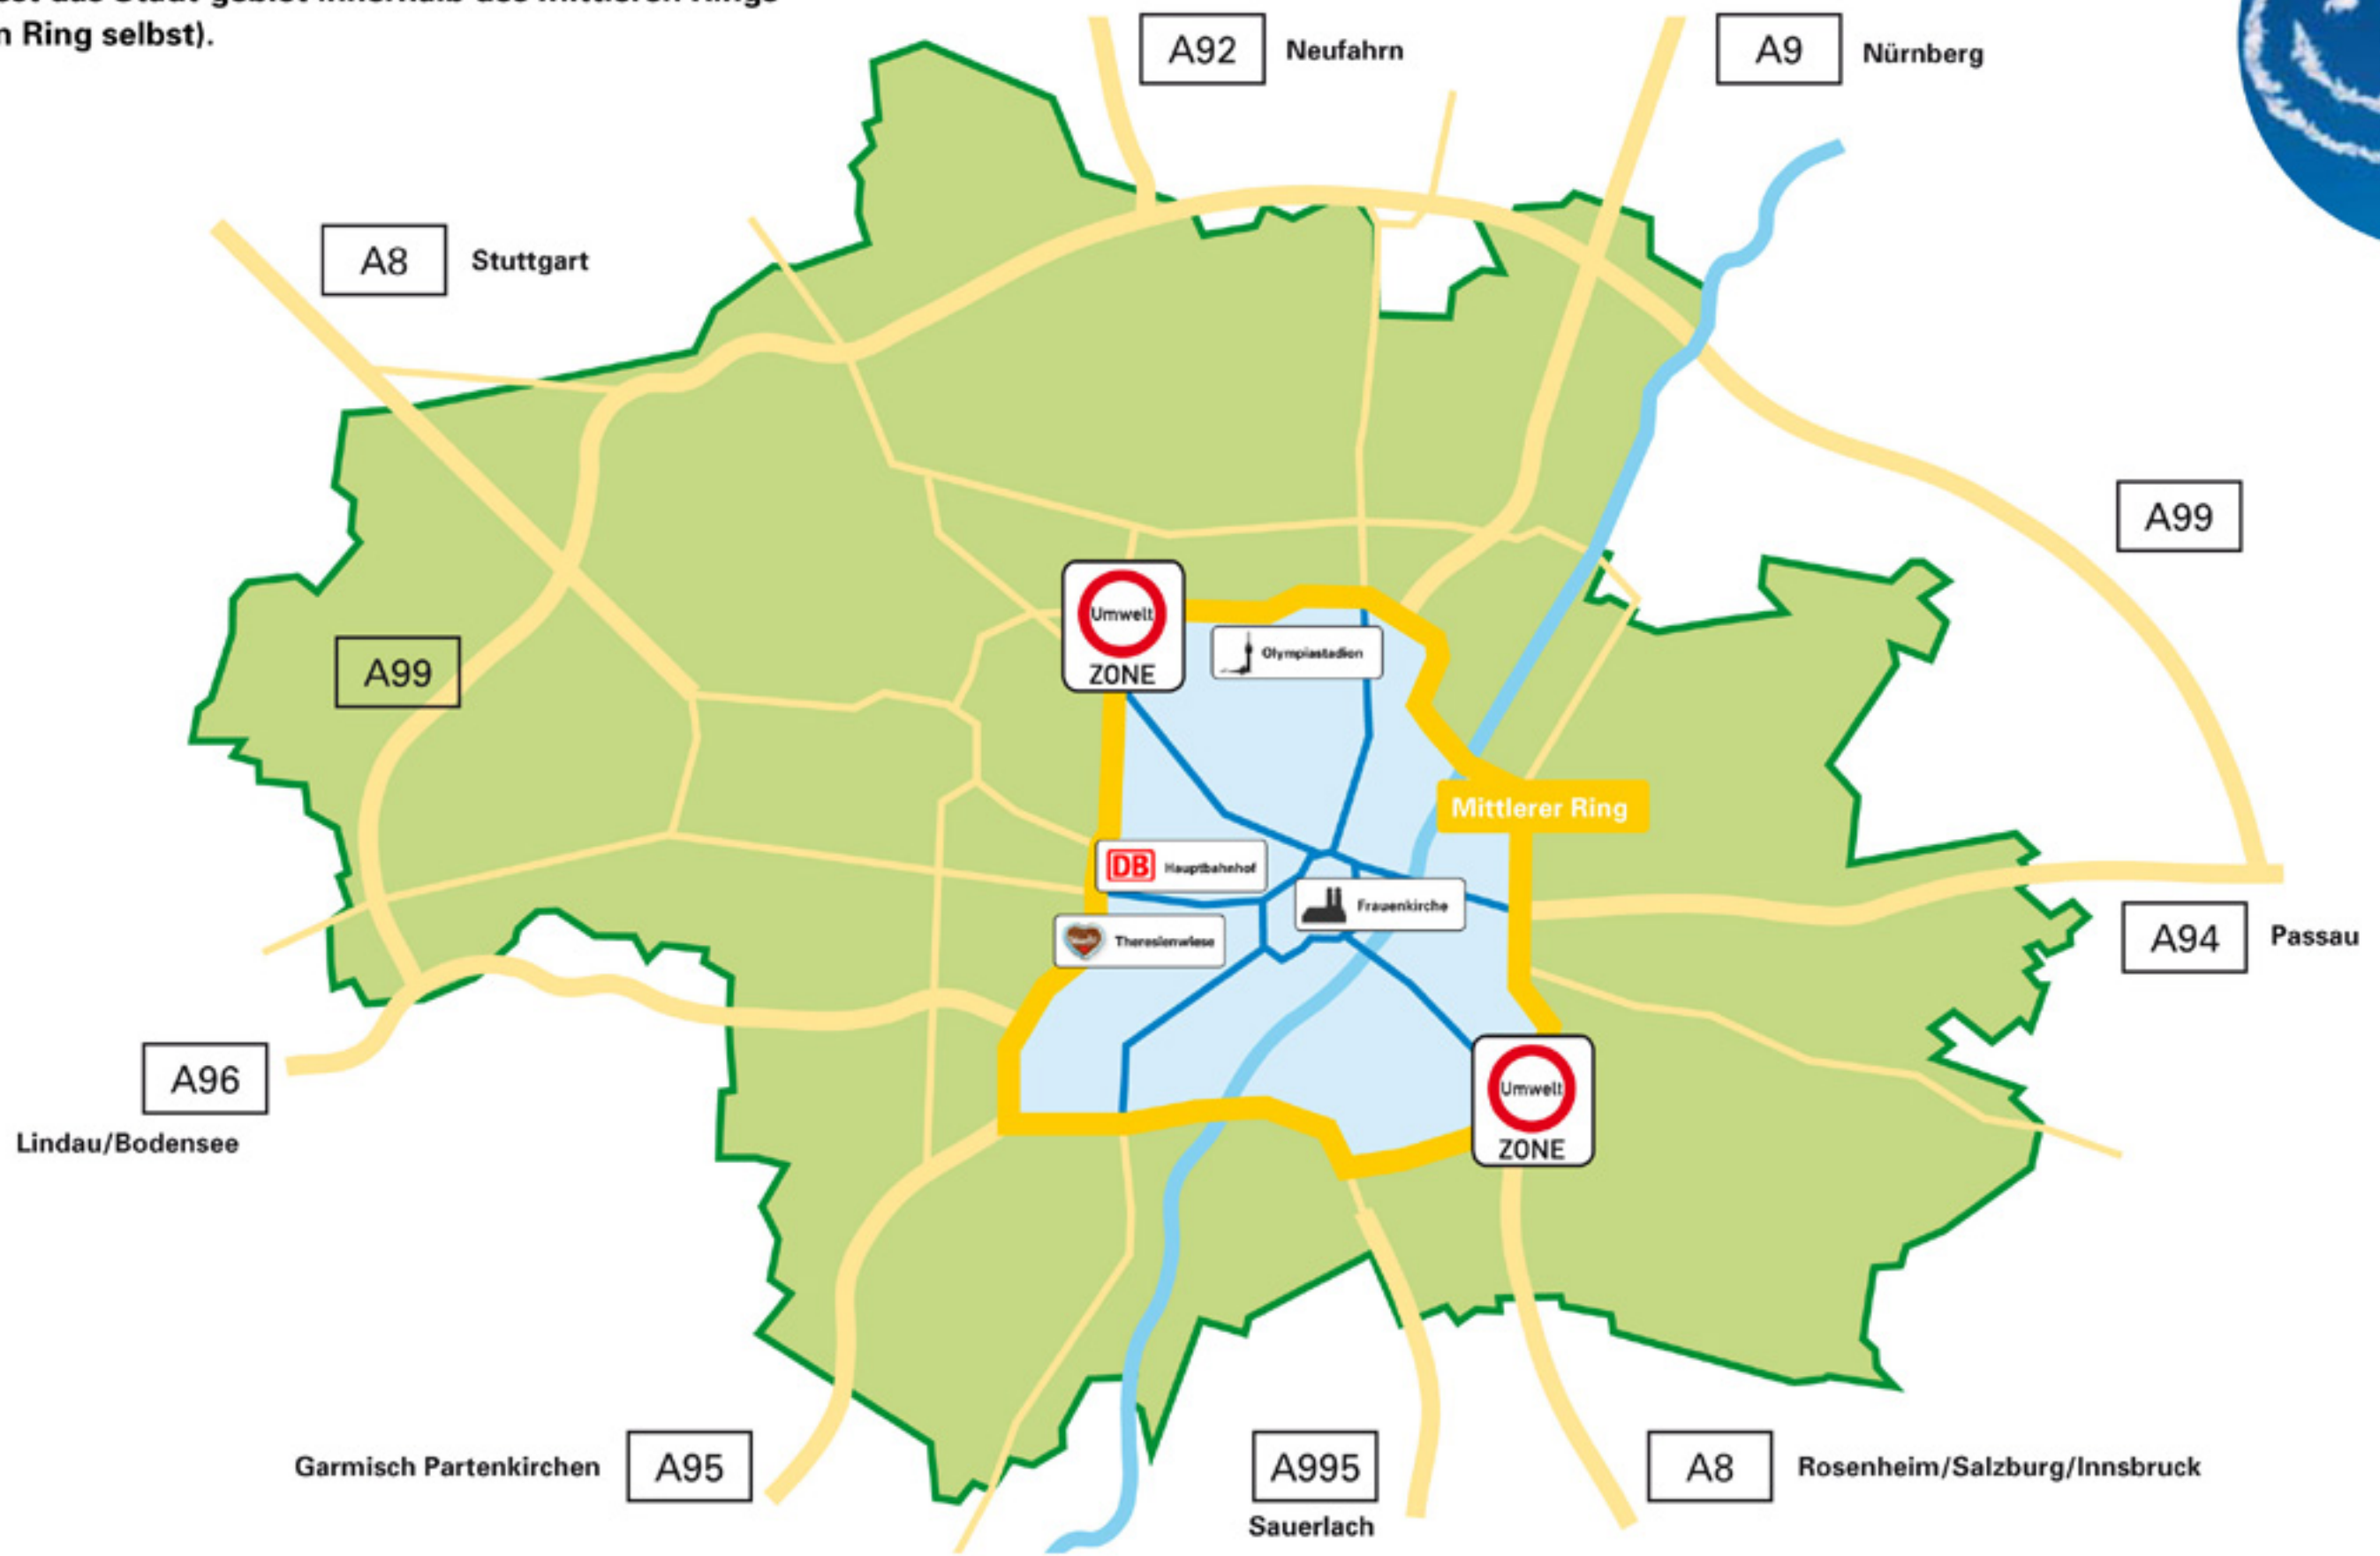 n Ring selbst).
A92 Neufahrn
A9 Nürnberg
A8 Stuttgart
A99
A99
Umwelt
ZONE
Olympiastadion
Mittlerer Ring
DB Hauptbahnhof
Frauenkirche
Theresienwiese
A94 Passau
A96
Lindau/Bodensee
Umwelt
ZONE
Garmisch Partenkirchen A95
A995
Sauerlach
A8 Rosenheim/Salzburg/Innsbruck